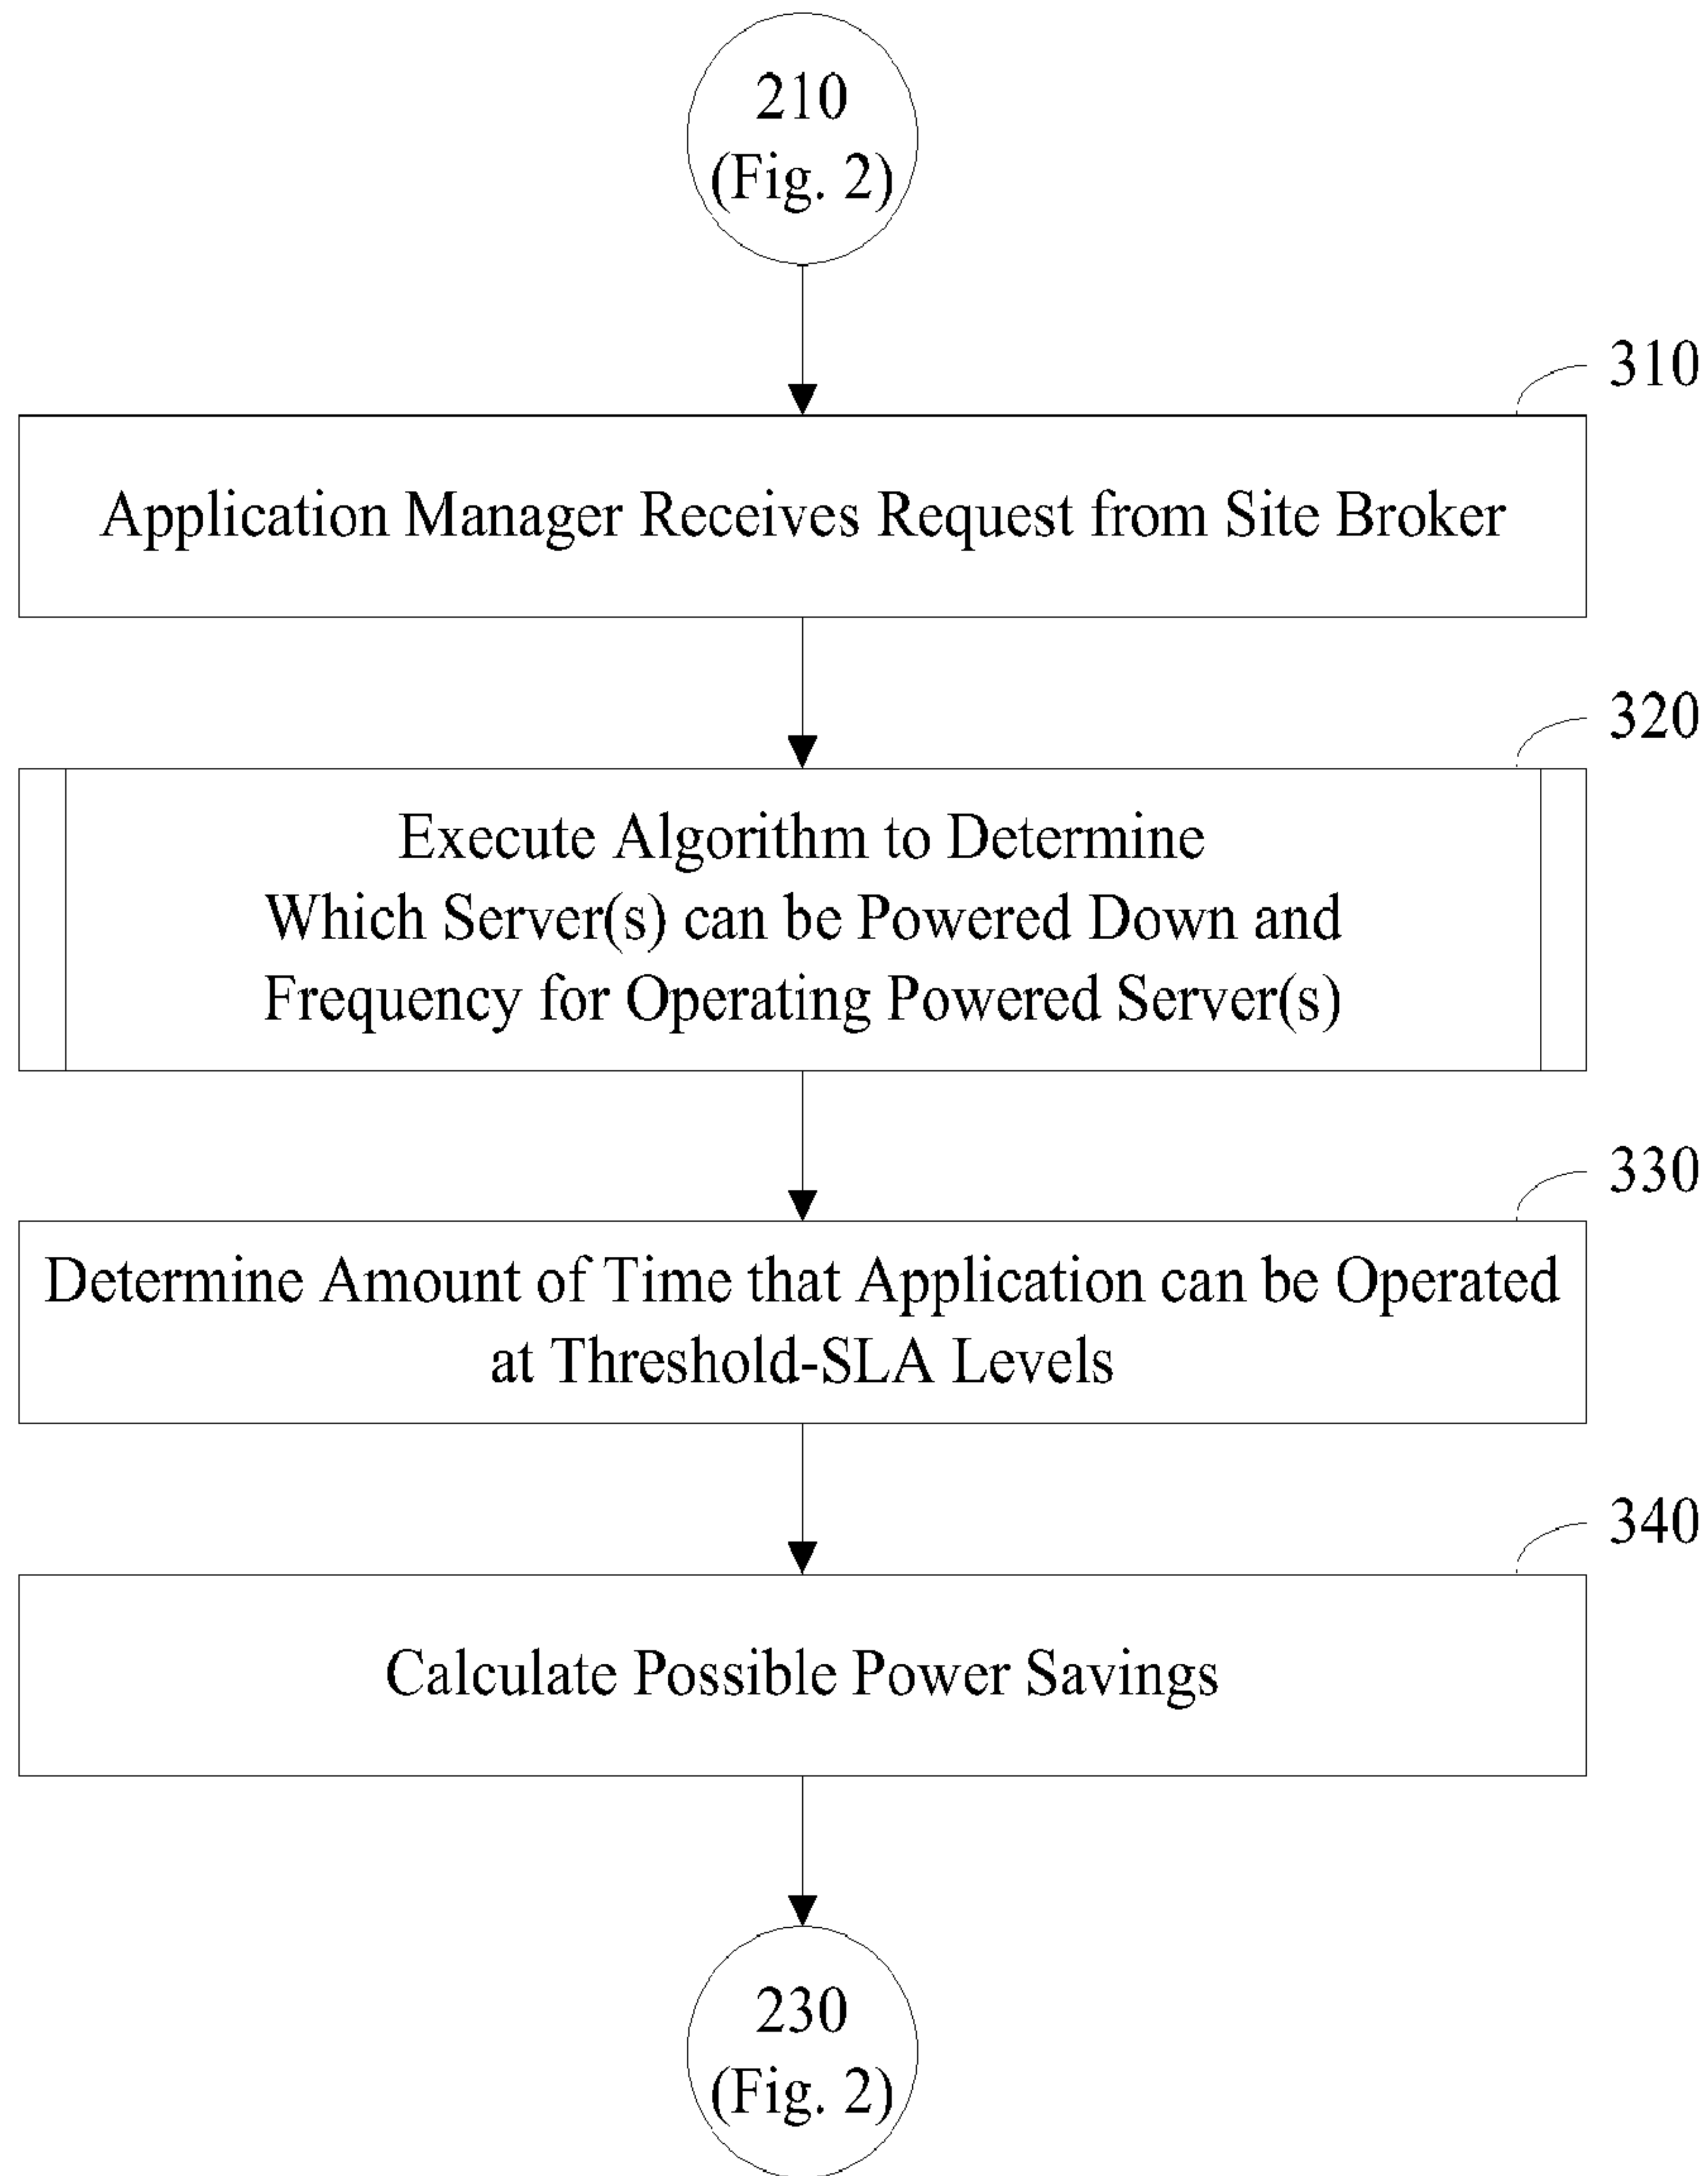 210
(Fig. 2)
310
Application Manager Receives Request from Site Broker
320
Execute Algorithm to Determine
Which Server(s) can be Powered Down and
Frequency for Operating Powered Server(s)
330
Determine Amount of Time that Application can be Operated
at Threshold-SLA Levels
340
Calculate Possible Power Savings
230
(Fig. 2)